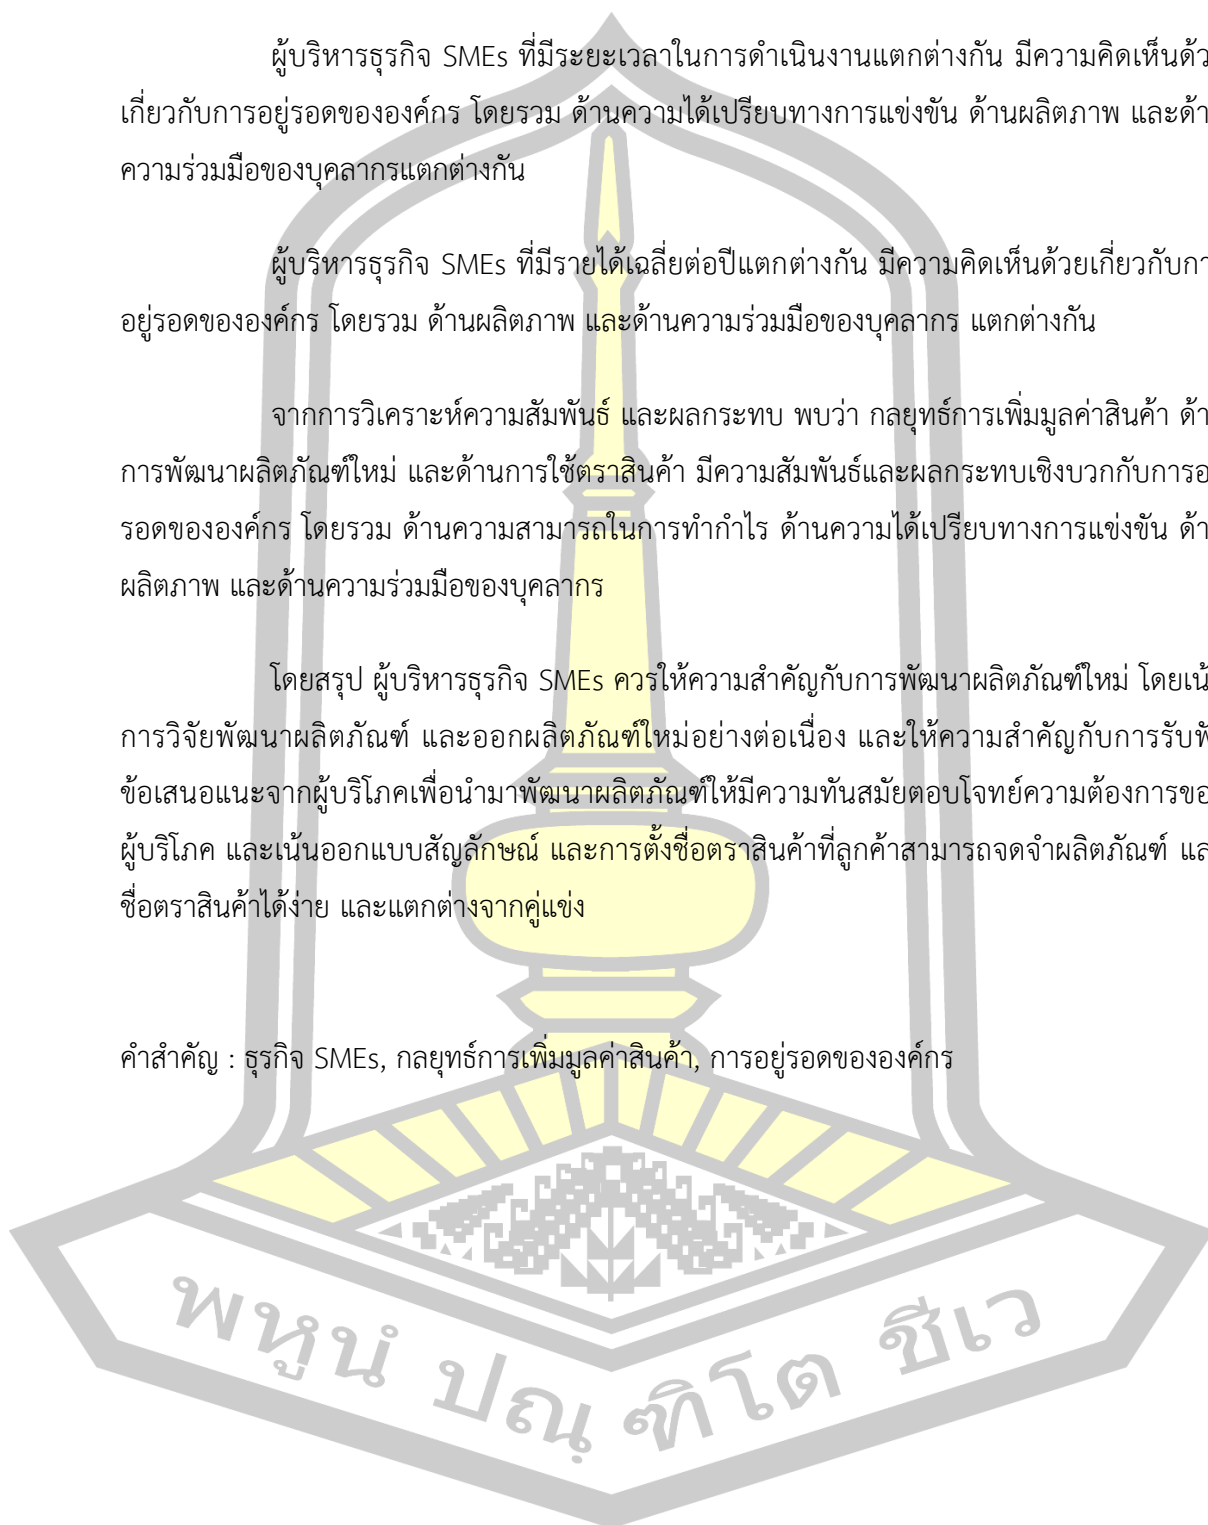 ผู้บริหารธุรกิจ SMEs ที่มีระยะเวลาในการดำเนินงานแตกต่างกัน มีความคิดเห็นด้ว
เกี่ยวกับการอยู่รอดขององค์กร โดยรวม ด้านความได้เปรียบทางการแข่งขัน ด้านผลิตภาพ และด้า
ความร่วมมือของบุคลากรแตกต่างกัน
ผู้บริหารธุรกิจ SMEs ที่มีรายได้เฉลี่ยต่อปีแตกต่างกัน มีความคิดเห็นด้วยเกี่ยวกับกา
อยู่รอดขององค์กร โดยรวม ด้านผลิตภาพ และด้านความร่วมมือของบุคลากร แตกต่างกัน
จากการวิเคราะห์ความสัมพันธ์ และผลกระทบ พบว่า กลยุทธ์การเพิ่มมูลค่าสินค้า ด้า
การพัฒนาผลิตภัณฑ์ใหม่ และด้านการใช้ตราสินค้า มีความสัมพันธ์และผลกระทบเชิงบวกกับการอ
รอดขององค์กร โดยรวม ด้านความสามารถในการทำกำไร ด้านความได้เปรียบทางการแข่งขัน ด้า
ผลิตภาพ และด้านความร่วมมือของบุคลากร
โดยสรุป ผู้บริหารธุรกิจ SMEs ควรให้ความสำคัญกับการพัฒนาผลิตภัณฑ์ใหม่ โดยเน้
การวิจัยพัฒนาผลิตภัณฑ์ และออกผลิตภัณฑ์ใหม่อย่างต่อเนื่อง และให้ความสำคัญกับการรับฟั
ข้อเสนอแนะจากผู้บริโภคเพื่อนำมาพัฒนาผลิตภัณฑ์ให้มีความทันสมัยตอบโจทย์ความต้องการขอ
ผู้บริโภค และเน้นออกแบบสัญลักษณ์ และการตั้งชื่อตราสินค้าที่ลูกค้าสามารถจดจำผลิตภัณฑ์ แล
ชื่อตราสินค้าได้ง่าย และแตกต่างจากคู่แข่ง
คำสำคัญ : ธุรกิจ SMEs, กลยุทธ์การเพิ่มมูลค่าสินค้า, การอยู่รอดขององค์กร
พหูนํ ปณฺฑิโต ชีเว